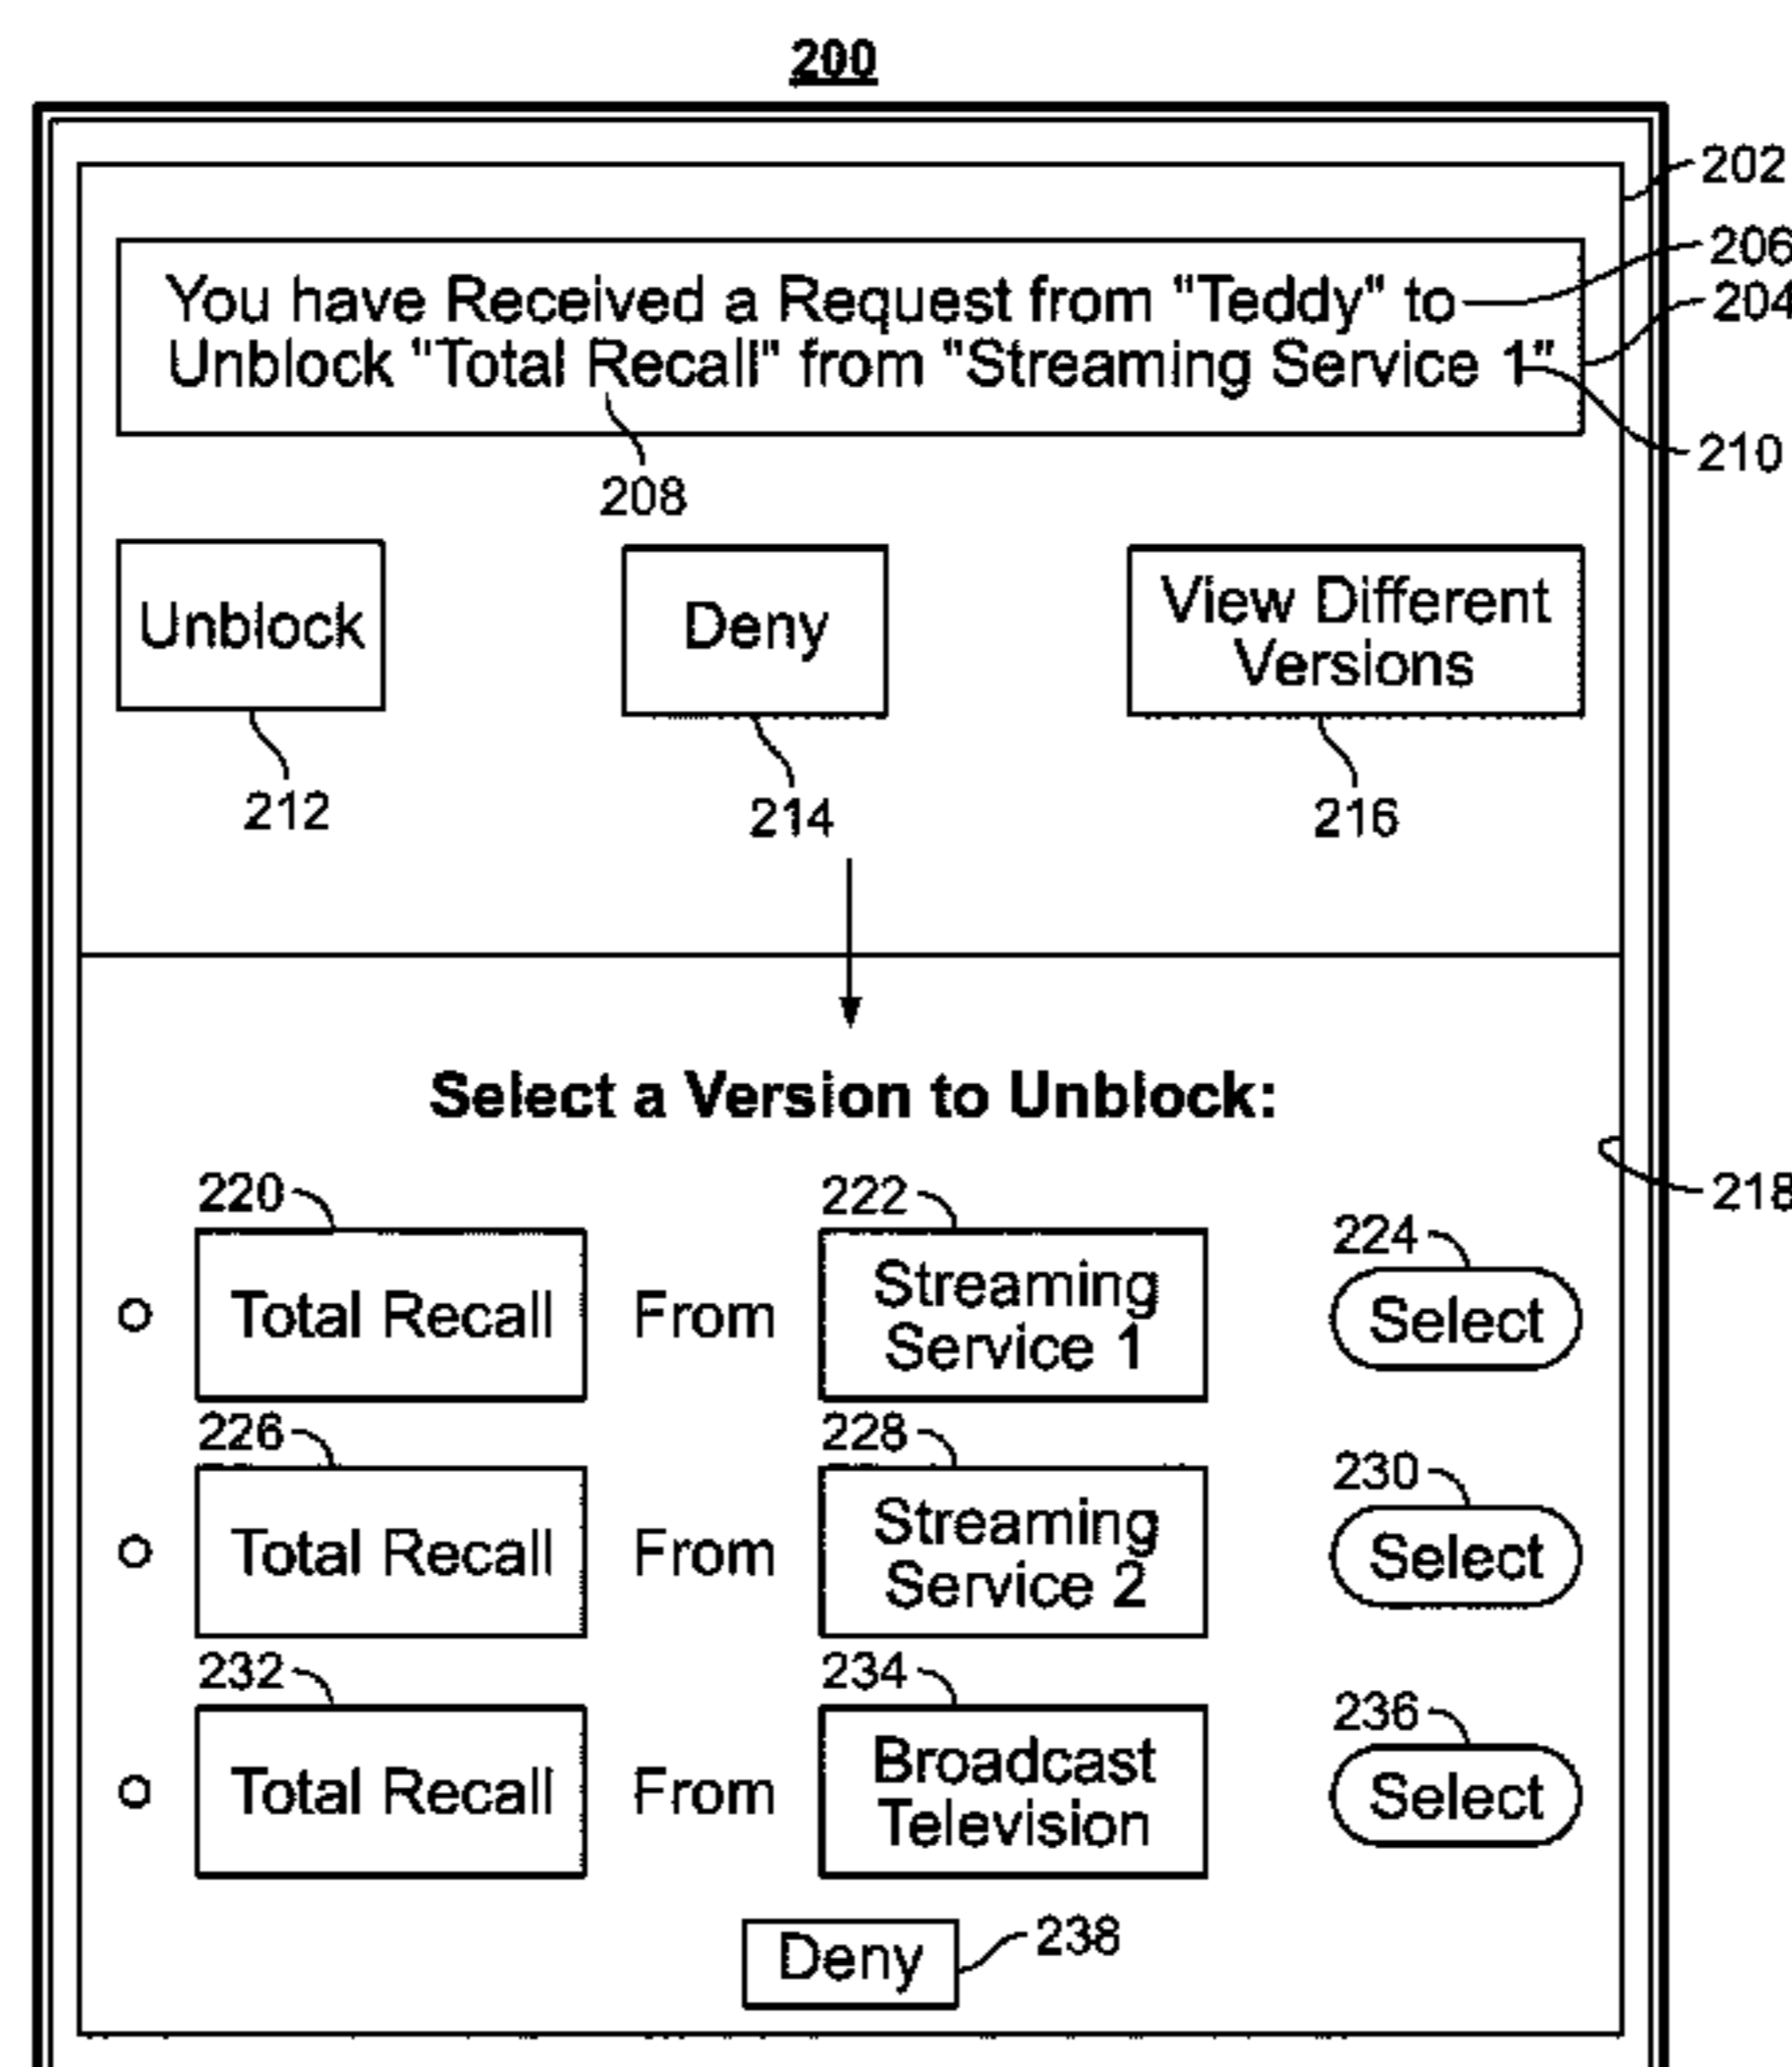 200
202
206
You have Received a Request from "Teddy" to
204
Unblock "Total Recall" from "Streaming Service 1"
210
208
Unblock
Deny
View Different
Versions
212
214
216
Select a Version to Unblock:
218
220
222
224
Total Recall
From
Streaming
Service 1
Select
226
228
230
Total Recall
From
Streaming
Service 2
Select
232
234
236
Total Recall
From
Broadcast
Television
Select
Deny
238